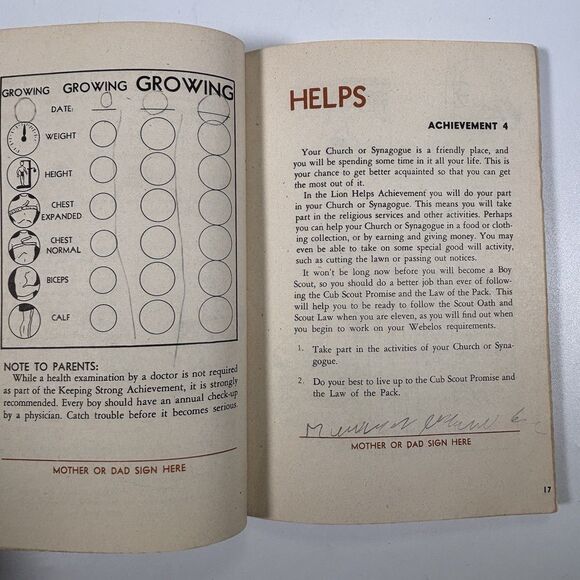 GROWING GROWING GROWING
DATE:
WEIGHT
HEIGHT
CHEST
EXPANDED
CHEST
NORMAL
BICEPS
CALF
NOTE TO PARENTS:
While a health examination by a doctor is not required
as part of the Keeping Strong Achievement, it is strongly
recommended. Every boy should have an annual check-up
by a physician. Catch trouble before it becomes serious.
MOTHER OR DAD SIGN HERE
HELPS
ACHIEVEMENT 4
Your Church or Synagogue is a friendly place, and
you will be spending some time in it all your life. This is
your chance to get better acquainted so that you can get
the most out of it.
In the Lion Helps Achievement you will do your part
in your Church or Synagogue. This means you will take
part in the religious services and other activities. Perhaps
you can help your Church or Synagogue in a food or cloth-
ing collection, or by earning and giving money. You may
even be able to take on some special good will activity,
such as cutting the lawn or passing out notices.
It won't be long now before you will become a Boy
Scout, so you should do a better job than ever of follow-
ing the Cub Scout Promise and the Law of the Pack. This
will help you to be ready to follow the Scout Oath and
Scout Law when you are eleven, as you will find out when
you begin to work on your Webelos requirements.
1. Take part in the activities of your Church or Syna-
gogue.
2. Do your best to live up to the Cub Scout Promise and
the Law of the Pack.
MOTHER OR DAD SIGN HERE
17